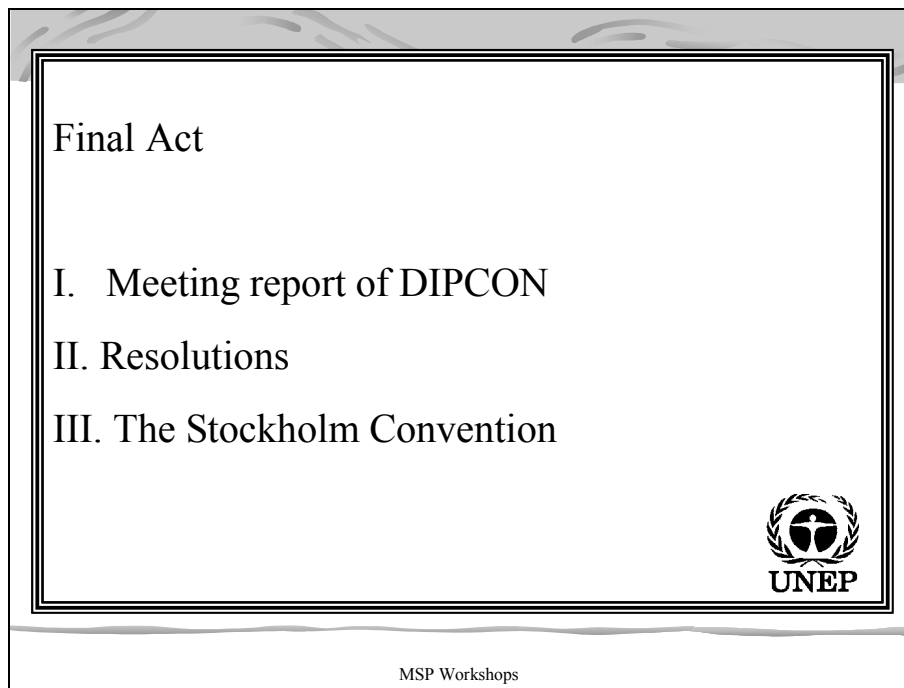 Final Act
I. Meeting report of DIPCON
II. Resolutions
III. The Stockholm Convention
UNEP
MSP Workshops